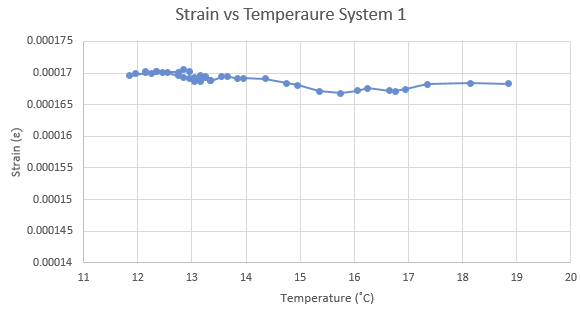 Strain vs Temperaure System 1
0.000175
0.00017
0.000165
0.00016
0.000155
0.00015
0.000145
0.00014
Strain (ε)
11 12 13 14 15 16 17 18 19 20
Temperature (˚C)